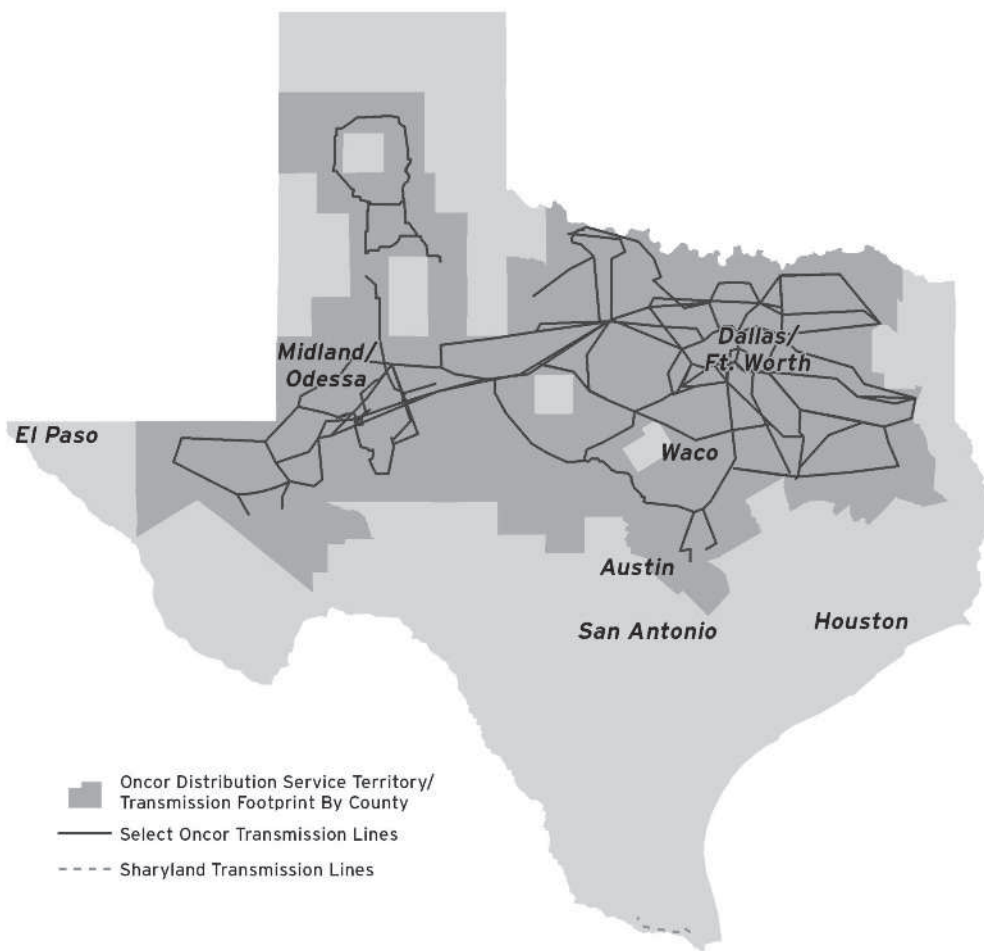 Midland/
Odessa
Dallas/
Ft. Worth
El Paso
Waco
Austin
San Antonio
Houston
Oncor Distribution Service Territory/
Transmission Footprint By County
Select Oncor Transmission Lines
Sharyland Transmission Lines